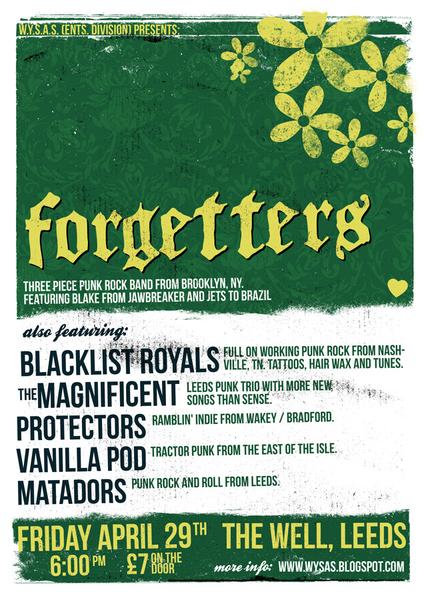 W.Y.S.A.S. (ENTS. DIVISION) PRESENTS:
forgetters
THREE PIECE PUNK ROCK BAND FROM BROOKLYN, NY.
FEATURING BLAKE FROM JAWBREAKER AND JETS TO BRAZIL
also featuring:
BLACKLIST ROYALS FULL ON WORKING PUNK ROCK FROM NASH-
VILLE, TN. TATTOOS, HAIR WAX AND TUNES.
THE MAGNIFICENT LEEDS PUNK TRIO WITH MORE NEW
SONGS THAN SENSE.
PROTECTORS RAMBLIN' INDIE FROM WAKEY / BRADFORD.
VANILLA POD TRACTOR PUNK FROM THE EAST OF THE ISLE.
MATADORS PUNK ROCK AND ROLL FROM LEEDS.
FRIDAY APRIL 29TH THE WELL, LEEDS
6:00PM £7 ON THE DOOR more info: WWW.WYSAS.BLOGSPOT.COM